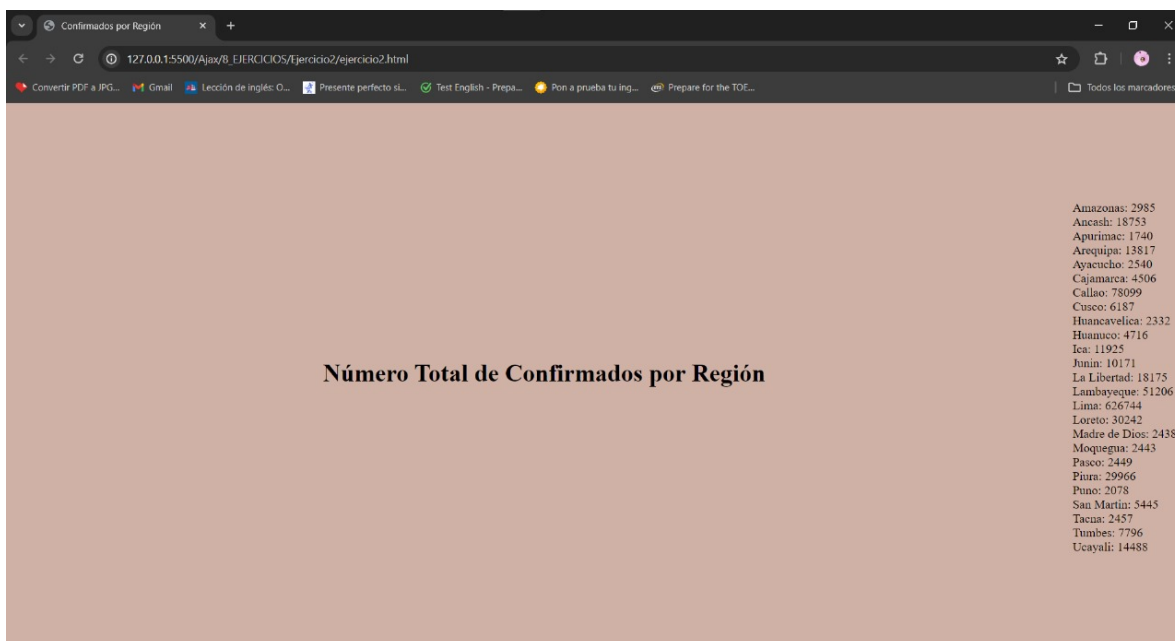 Confirmados por Región
127.0.0.1:5500/Ajax/8_EJERCICIOS/Ejercicio2/ejercicio2.html
Convertir PDF a JPG... Gmail Lección de inglés: O... Presente perfecto si... Test English - Prepa... Pon a prueba tu ing... Prepare for the TOE... Todos los marcadores
Número Total de Confirmados por Región
Amazonas: 2985
Ancash: 18753
Apurimac: 1740
Arequipa: 13817
Ayacucho: 2540
Cajamarca: 4506
Callao: 78099
Cusco: 6187
Huancavelica: 2332
Huanuco: 4716
Ica: 11925
Junin: 10171
La Libertad: 18175
Lambayeque: 51206
Lima: 626744
Loreto: 30242
Madre de Dios: 2438
Moquegua: 2443
Pasco: 2449
Piura: 29966
Puno: 2078
San Martin: 5445
Tacna: 2457
Tumbes: 7796
Ucayali: 14488